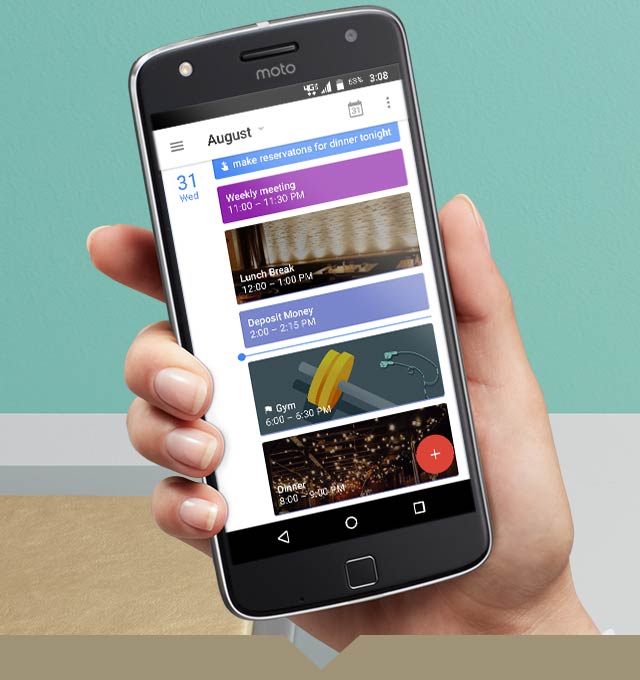 moto
4G 63% 3:08
August
31
make reservatons for dinner tonight
31
Wed
Weekly meeting
11:00 – 11:30 PM
Lunch Break
12:00 – 1:00 PM
Deposit Money
2:00 – 2:15 PM
Gym
6:00 – 6:30 PM
Dinner
8:00 – 9:00 PM